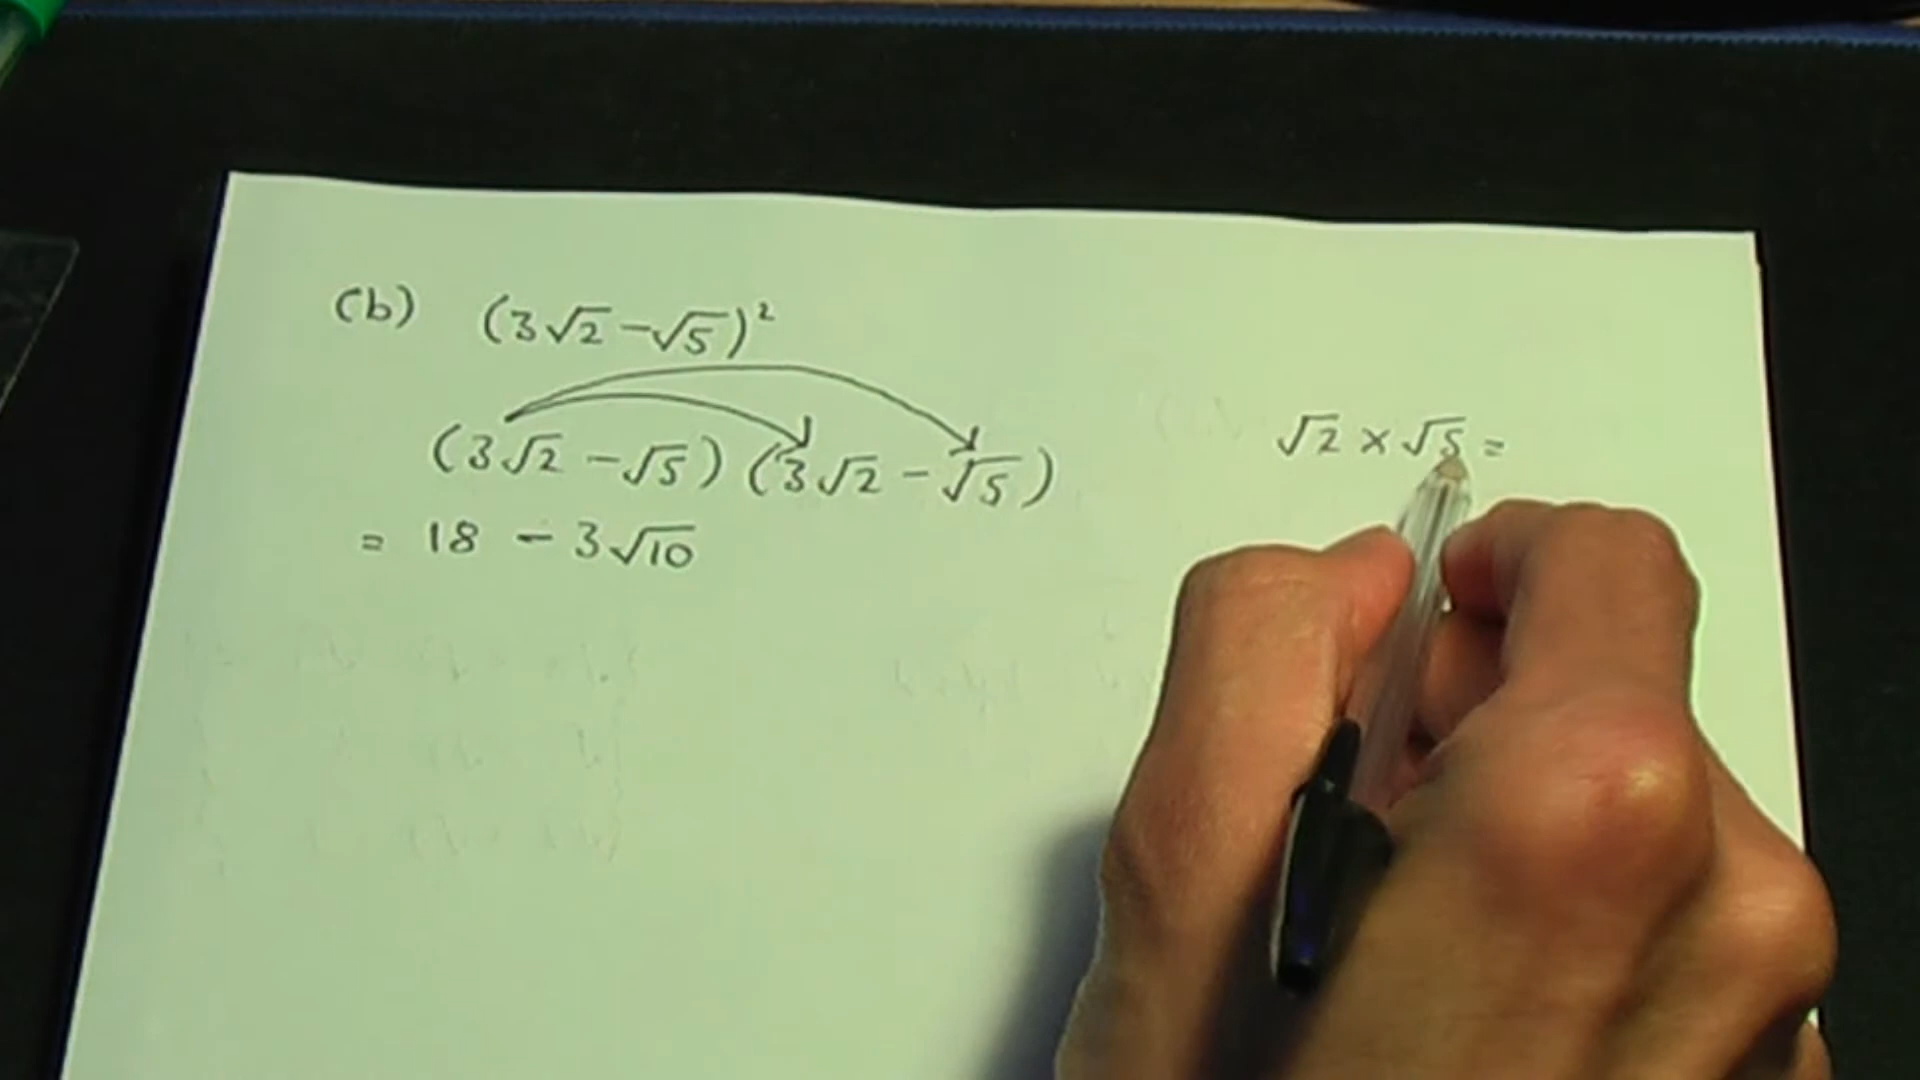 (b) (3√2-√5)²
(3√2 -√5) (3√2 - √5)
√2 × √5 =
= 18 - 3√10